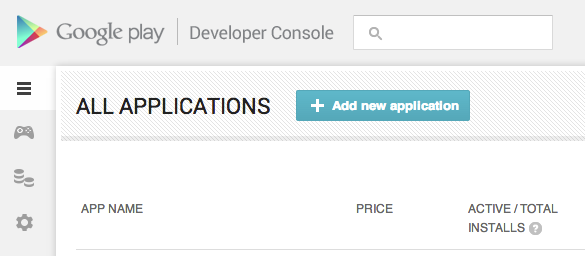 Google play Developer Console
ALL APPLICATIONS
Add new application
APP NAME PRICE ACTIVE / TOTAL
INSTALLS ?